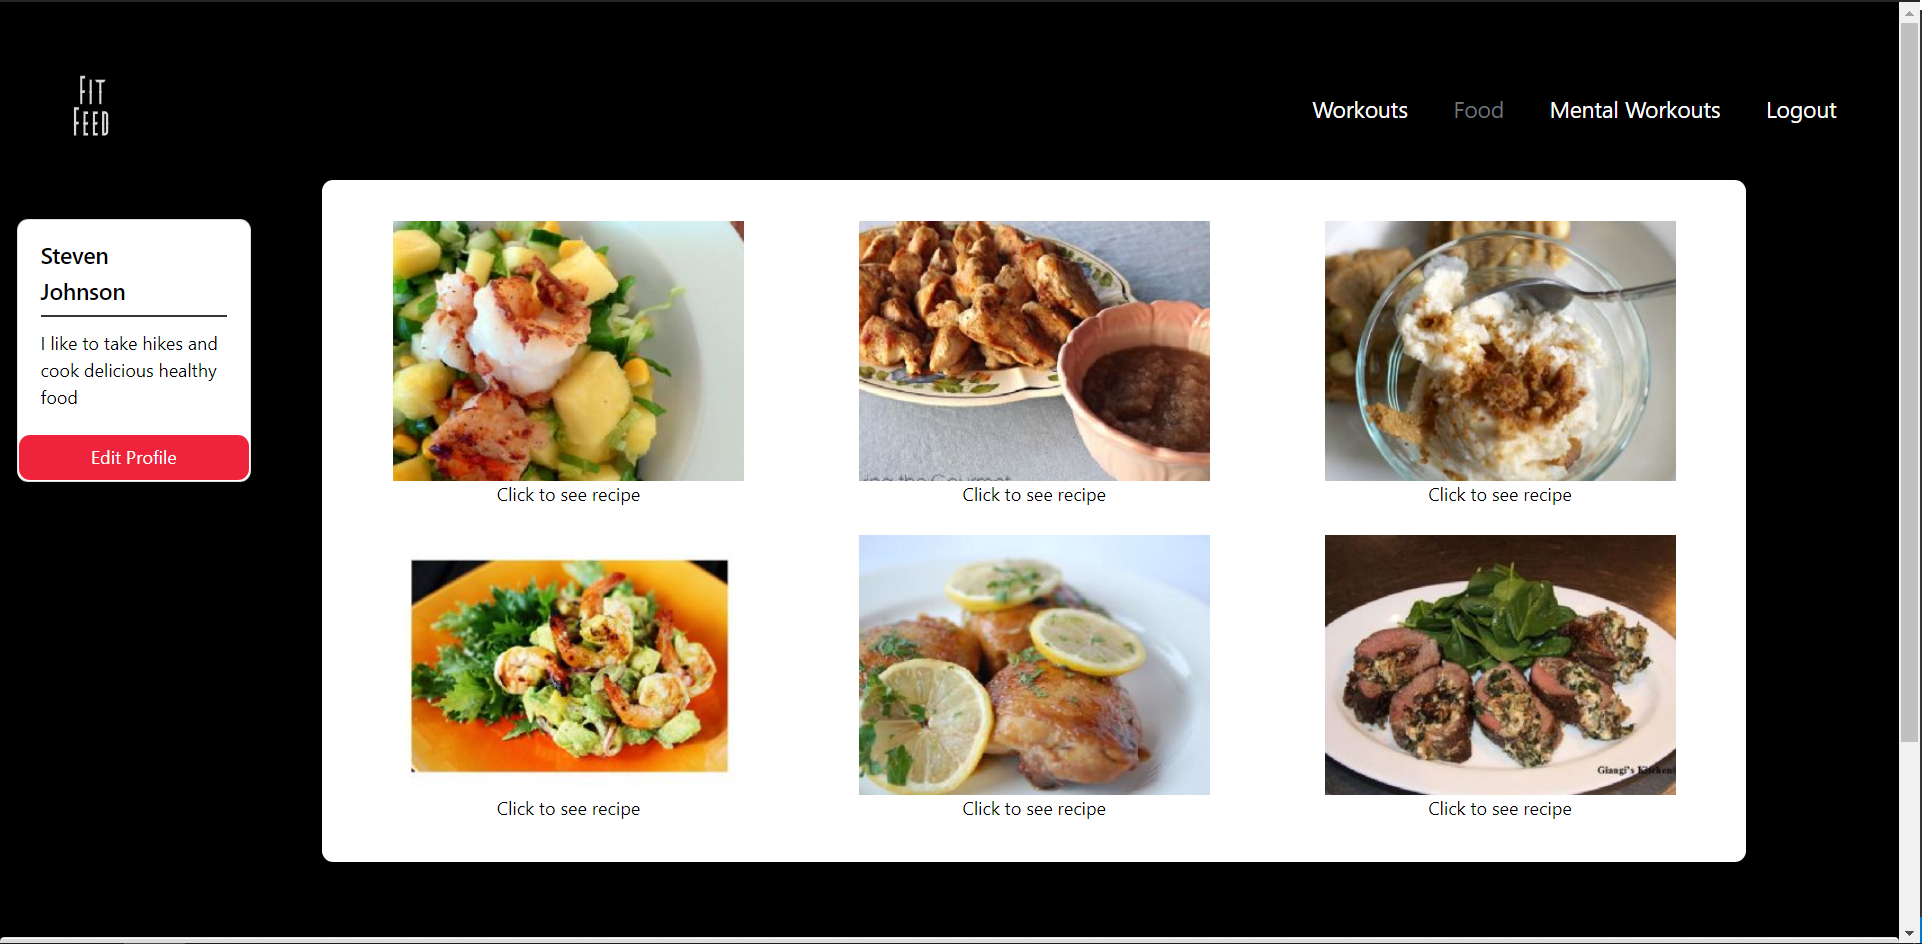 FIT
FEED
Workouts
Food
Mental Workouts
Logout
Steven
Johnson
I like to take hikes and
cook delicious healthy
food
Edit Profile
Click to see recipe
Click to see recipe
Click to see recipe
Giangi's Kitchen
Click to see recipe
Click to see recipe
Click to see recipe